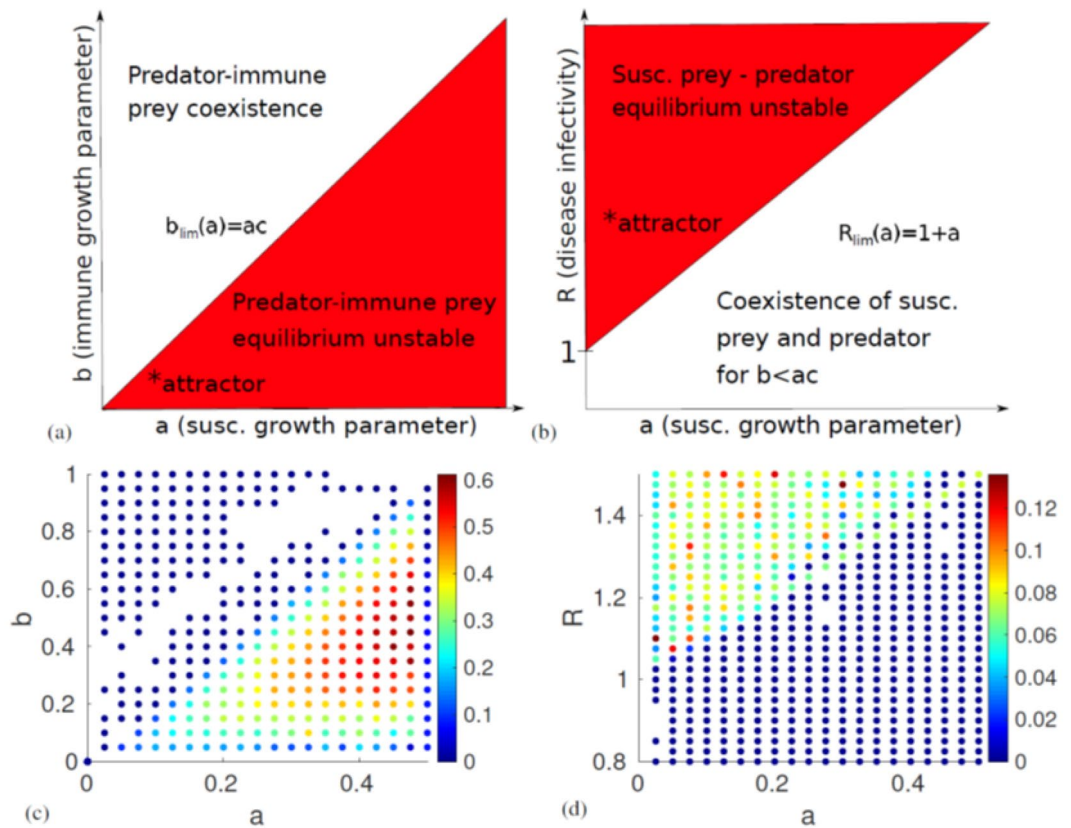 b (immune growth parameter)
Predator-immune
prey coexistence
b_lim(a)=ac
Predator-immune prey
equilibrium unstable
*attractor
a (susc. growth parameter)
(a)
R (disease infectivity)
Susc. prey - predator
equilibrium unstable
*attractor
R_lim(a)=1+a
1
Coexistence of susc.
prey and predator
for b<ac
a (susc. growth parameter)
(b)
1
0.8
0.6
0.4
0.2
0
b
0
0.2
0.4
a
0.6
0.5
0.4
0.3
0.2
0.1
0
(c)
1.4
1.2
1
0.8
R
0
0.2
0.4
a
0.12
0.1
0.08
0.06
0.04
0.02
0
(d)